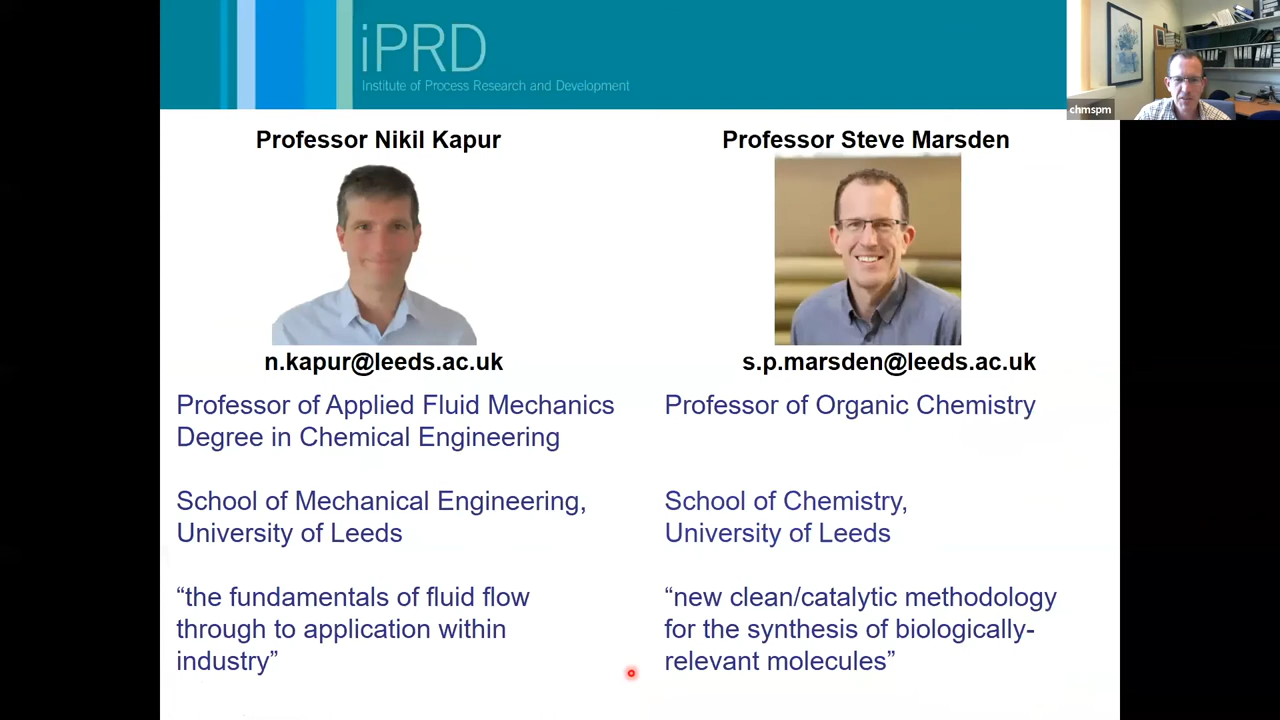 iPRD
Institute of Process Research and Development
chmspm
Professor Nikil Kapur
Professor Steve Marsden
n.kapur@leeds.ac.uk
s.p.marsden@leeds.ac.uk
Professor of Applied Fluid Mechanics
Degree in Chemical Engineering
Professor of Organic Chemistry
School of Mechanical Engineering,
University of Leeds
School of Chemistry,
University of Leeds
“the fundamentals of fluid flow
through to application within
industry”
“new clean/catalytic methodology
for the synthesis of biologically-
relevant molecules”